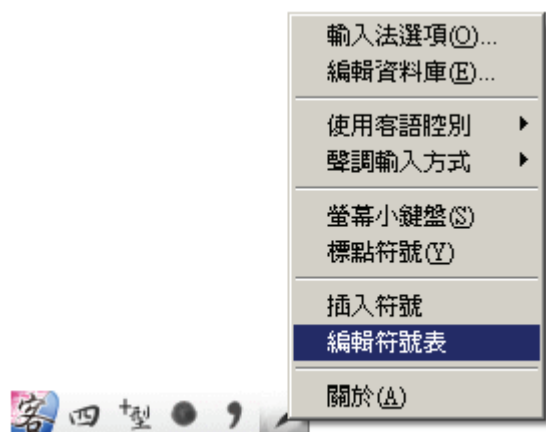 輸入法選項(O)...
編輯資料庫(E)...
使用客語腔別
聲調輸入方式
螢幕小鍵盤(S)
標點符號(Y)
插入符號
編輯符號表
關於(A)
客 四 +型 ● ，